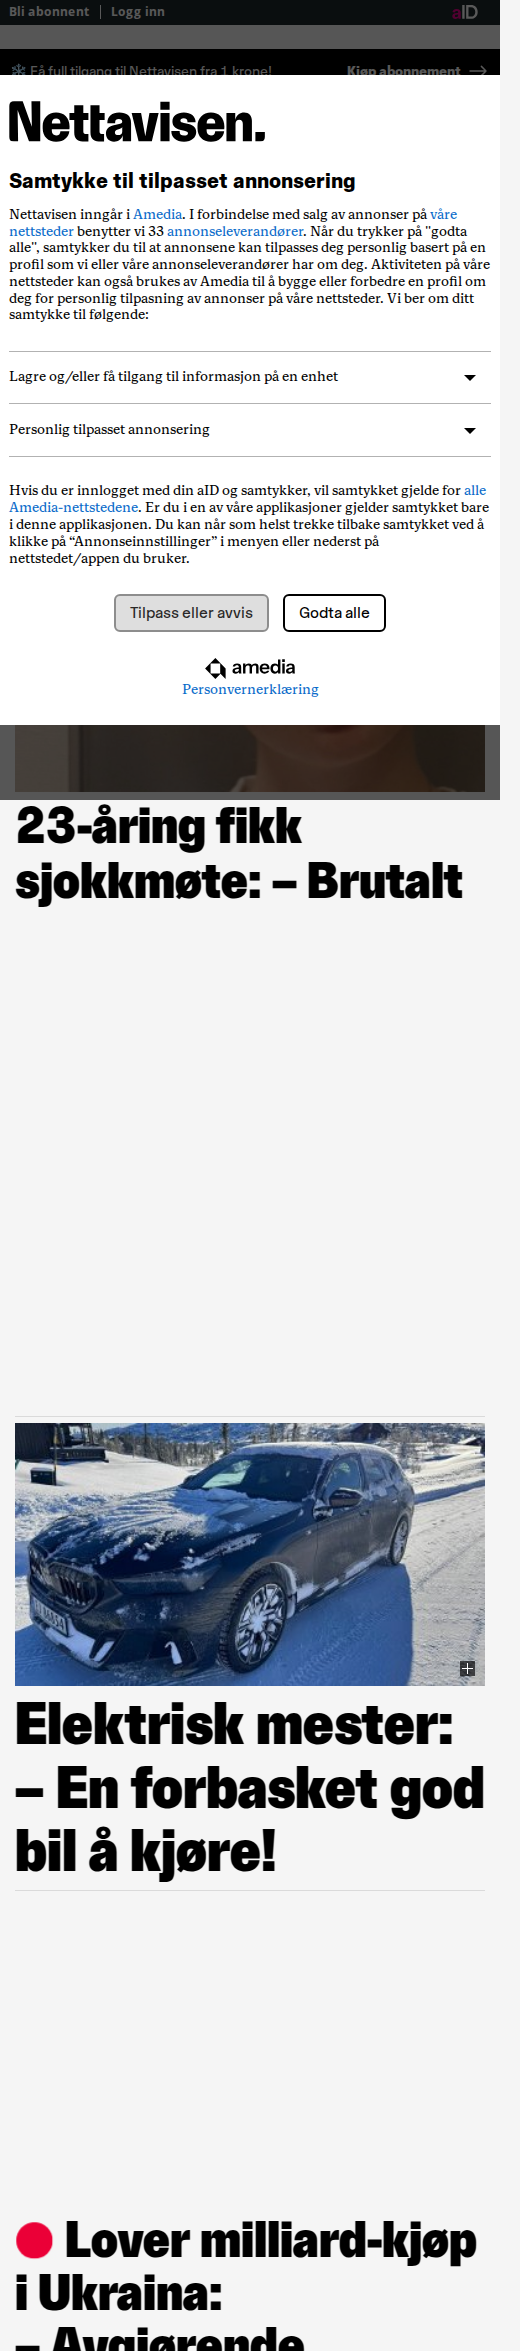 Bli abonnent | Logg inn
aID
Få full tilgang til Nettavisen fra 1 krone!
Kjøp abonnement
Nettavisen.
Samtykke til tilpasset annonsering
Nettavisen inngår i Amedia. I forbindelse med salg av annonser på våre
nettsteder benytter vi 33 annonseleverandører. Når du trykker på "godta
alle", samtykker du til at annonsene kan tilpasses deg personlig basert på en
profil som vi eller våre annonseleverandører har om deg. Aktiviteten på våre
nettsteder kan også brukes av Amedia til å bygge eller forbedre en profil om
deg for personlig tilpasning av annonser på våre nettsteder. Vi ber om ditt
samtykke til følgende:
Lagre og/eller få tilgang til informasjon på en enhet
Personlig tilpasset annonsering
Hvis du er innlogget med din aID og samtykker, vil samtykket gjelde for alle
Amedia-nettstedene. Er du i en av våre applikasjoner gjelder samtykket bare
i denne applikasjonen. Du kan når som helst trekke tilbake samtykket ved å
klikke på “Annonseinnstillinger” i menyen eller nederst på
nettstedet/appen du bruker.
Tilpass eller avvis
Godta alle
amedia
Personvernerklæring
23-åring fikk
sjokkmøte: – Brutalt
Elektrisk mester:
– En forbasket god
bil å kjøre!
Lover milliard-kjøp
i Ukraina:
– Avgjørende